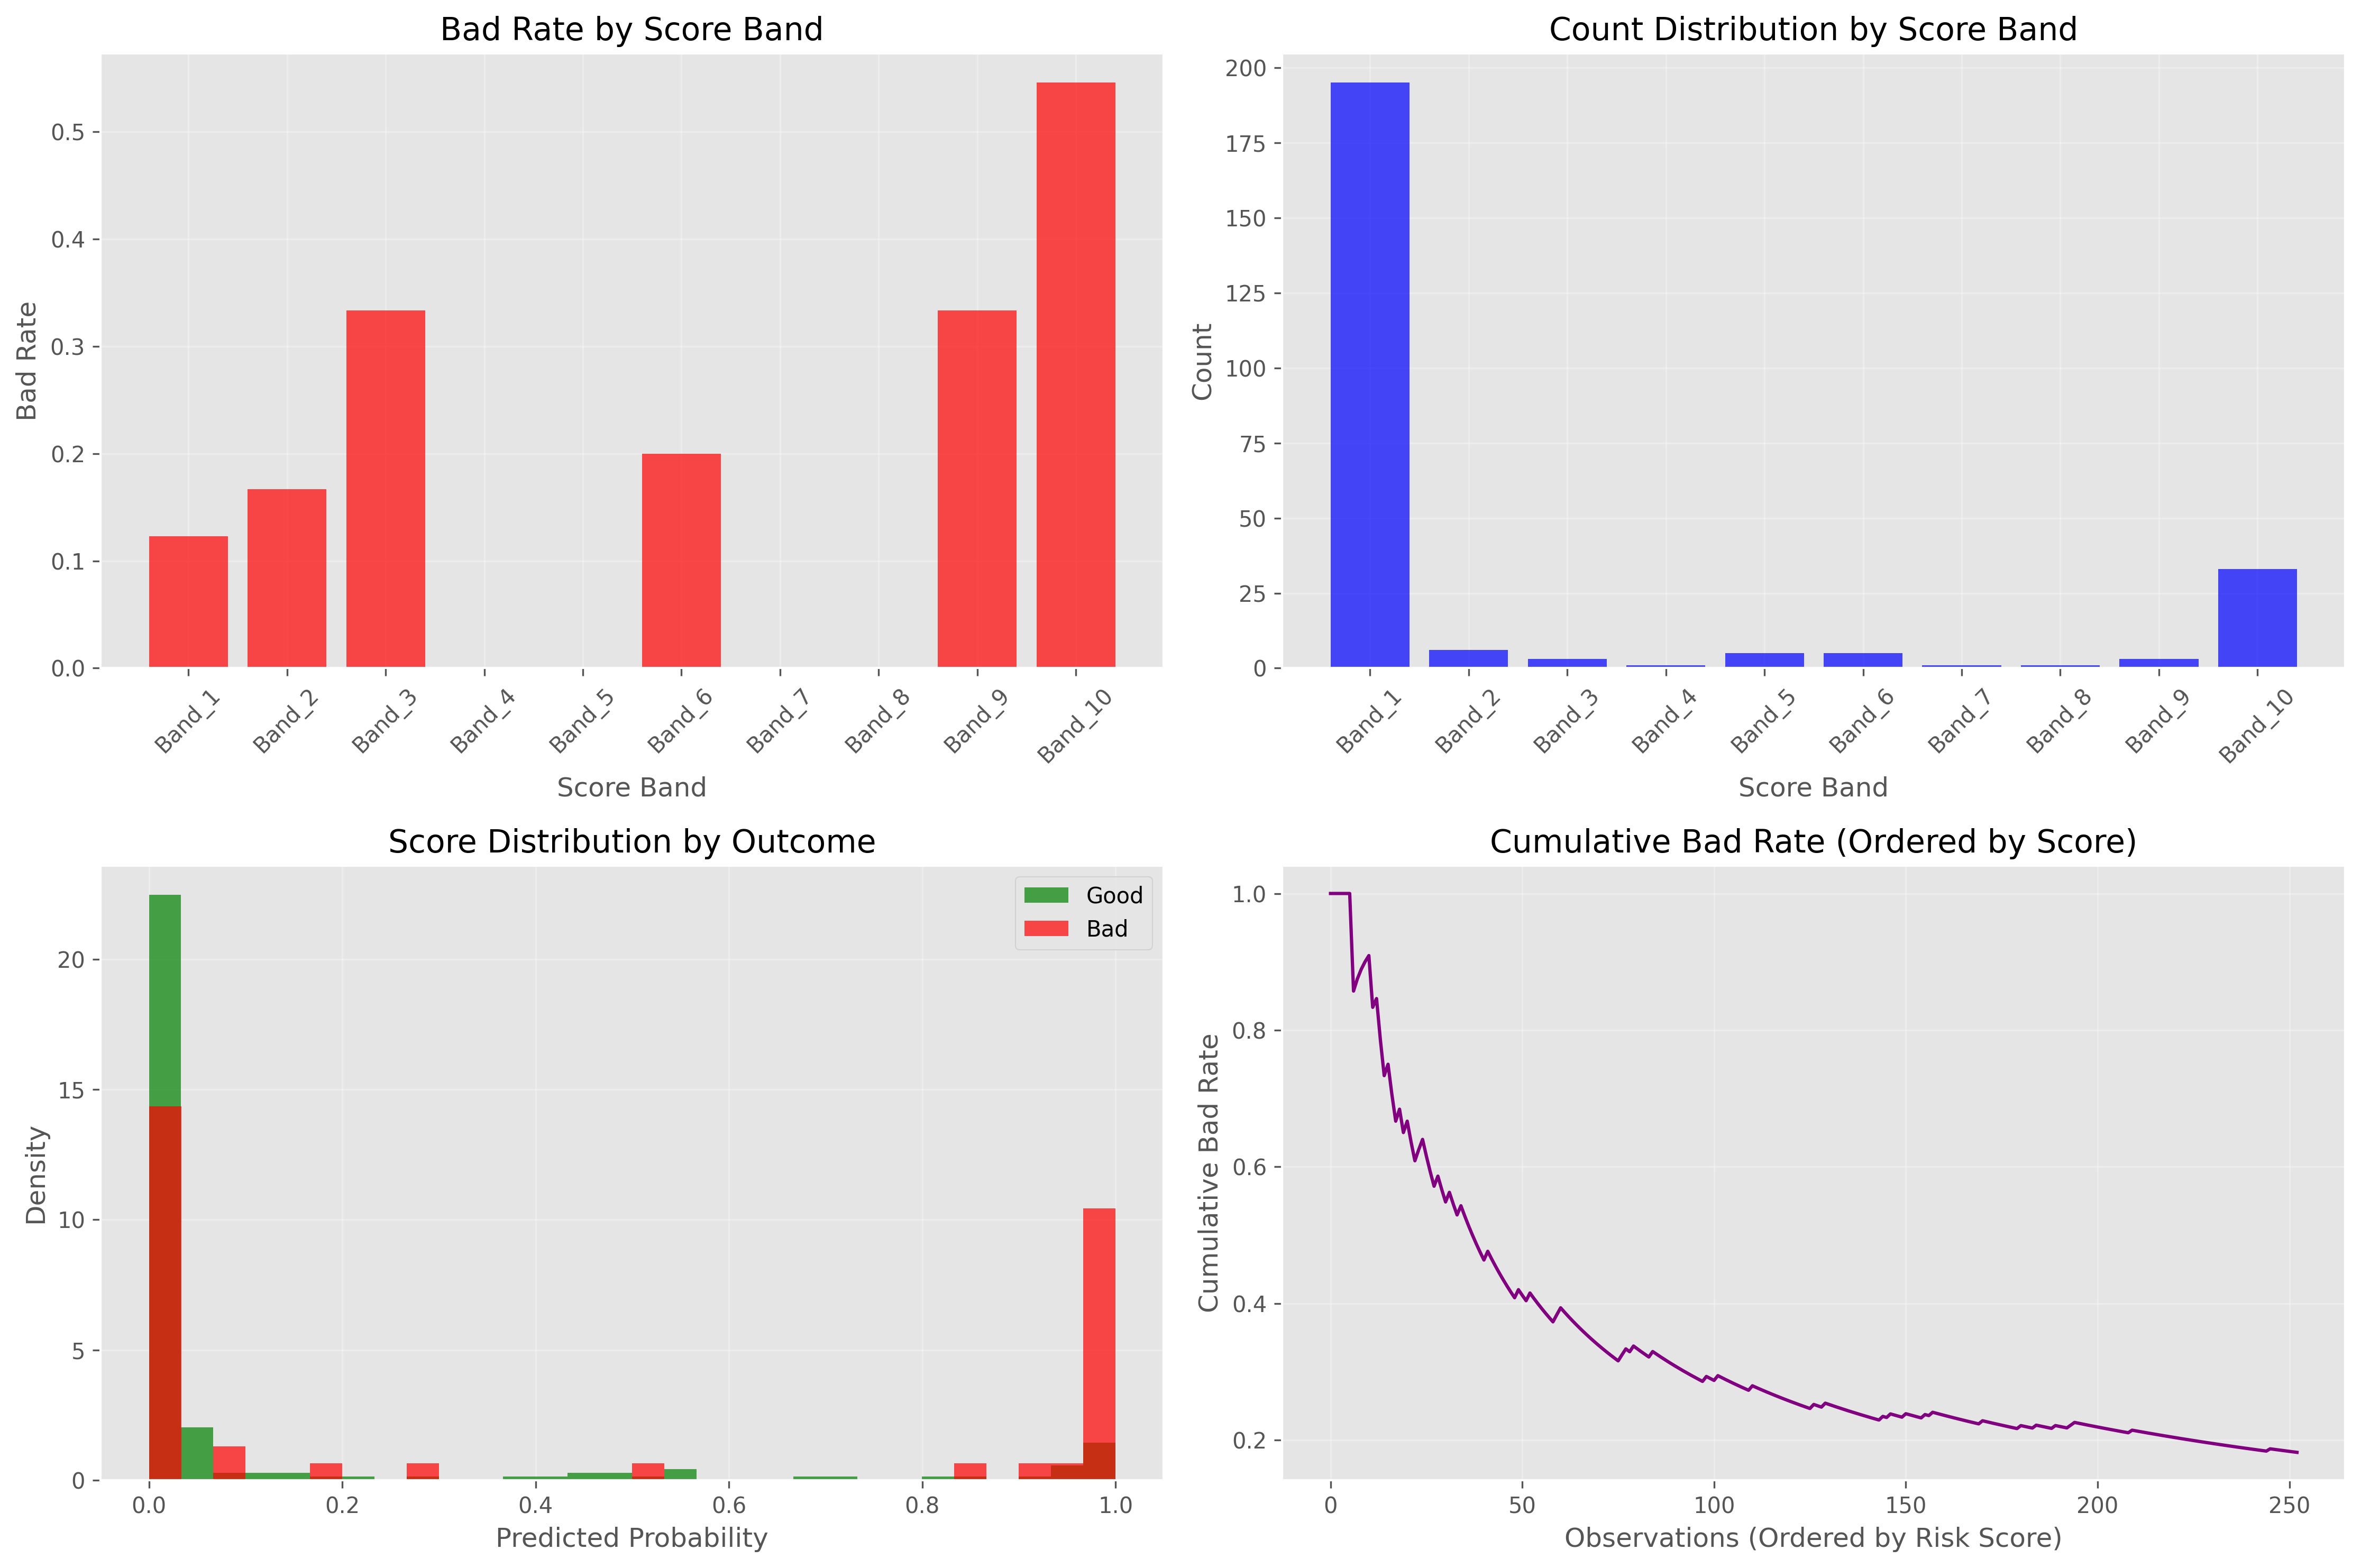 Bad Rate by Score Band
Bad Rate
0.5
0.4
0.3
0.2
0.1
0.0
Band_1
Band_2
Band_3
Band_4
Band_5
Band_6
Band_7
Band_8
Band_9
Band_10
Score Band
Count Distribution by Score Band
Count
200
175
150
125
100
75
50
25
0
Band_1
Band_2
Band_3
Band_4
Band_5
Band_6
Band_7
Band_8
Band_9
Band_10
Score Band
Score Distribution by Outcome
Good
Bad
Density
20
15
10
5
0
0.0
0.2
0.4
0.6
0.8
1.0
Predicted Probability
Cumulative Bad Rate (Ordered by Score)
Cumulative Bad Rate
1.0
0.8
0.6
0.4
0.2
0
50
100
150
200
250
Observations (Ordered by Risk Score)